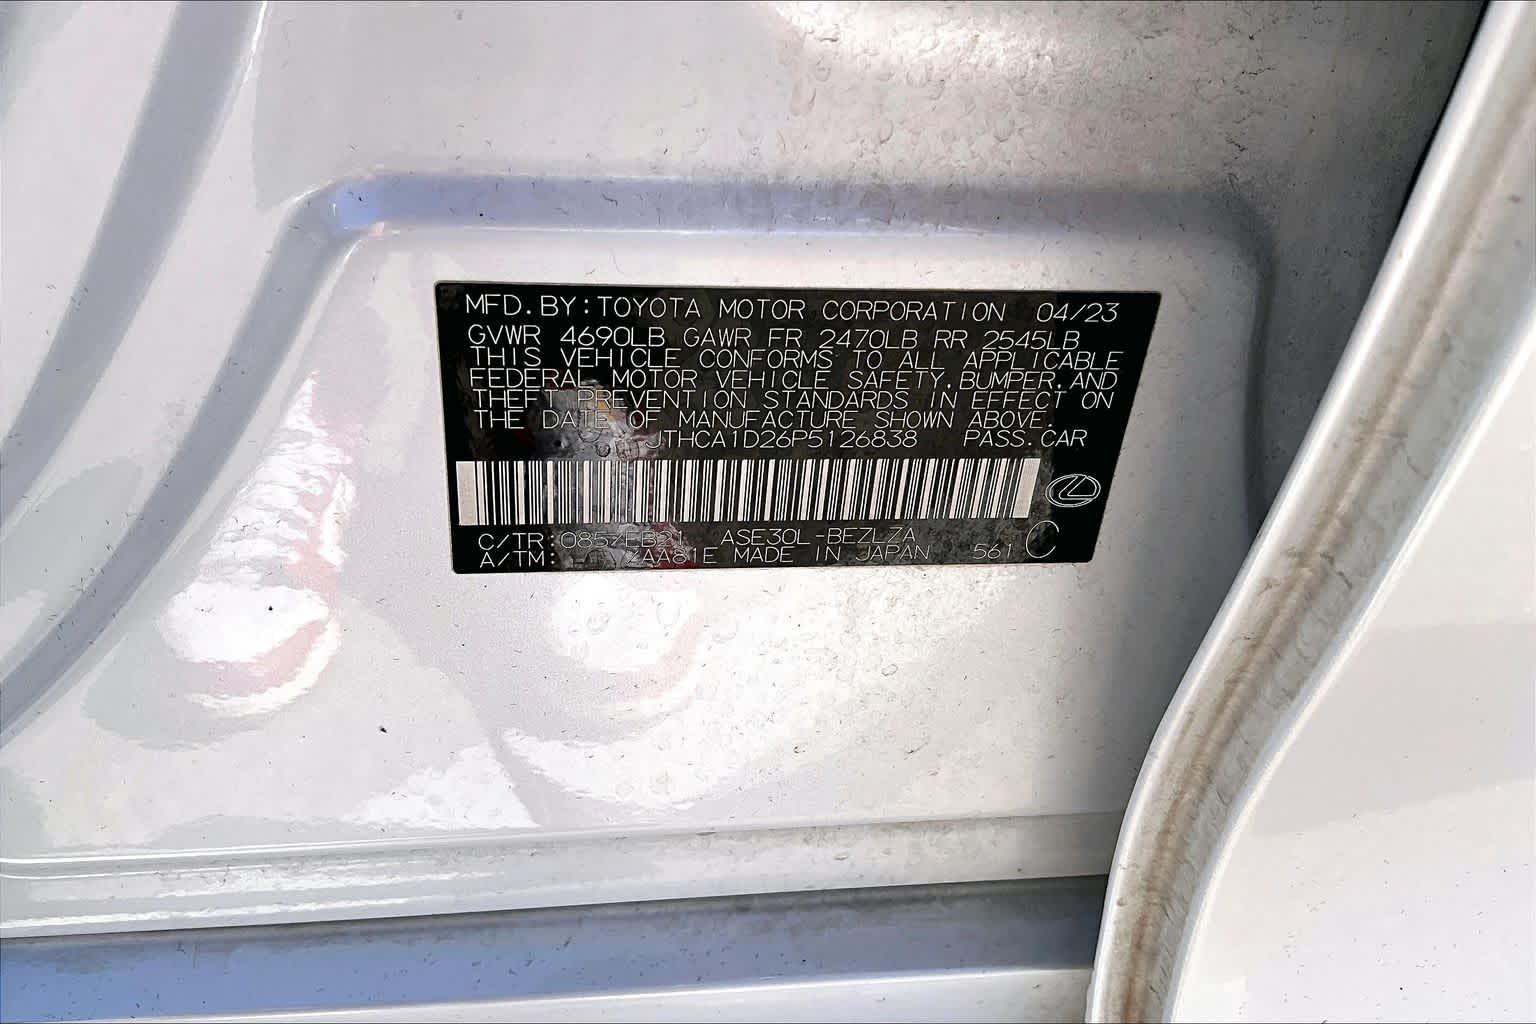 MFD.BY:TOYOTA MOTOR CORPORATION 04/23
GVWR 4690LB GAWR FR 2470LB RR 2545LB
THIS VEHICLE CONFORMS TO ALL APPLICABLE
FEDERAL MOTOR VEHICLE SAFETY,BUMPER,AND
THEFT PREVENTION STANDARDS IN EFFECT ON
THE DATE OF MANUFACTURE SHOWN ABOVE.
JTHCA1D26P5126838 PASS.CAR
C/TR: ASE30L-BEZLZA C
A/TM: MADE IN JAPAN 561